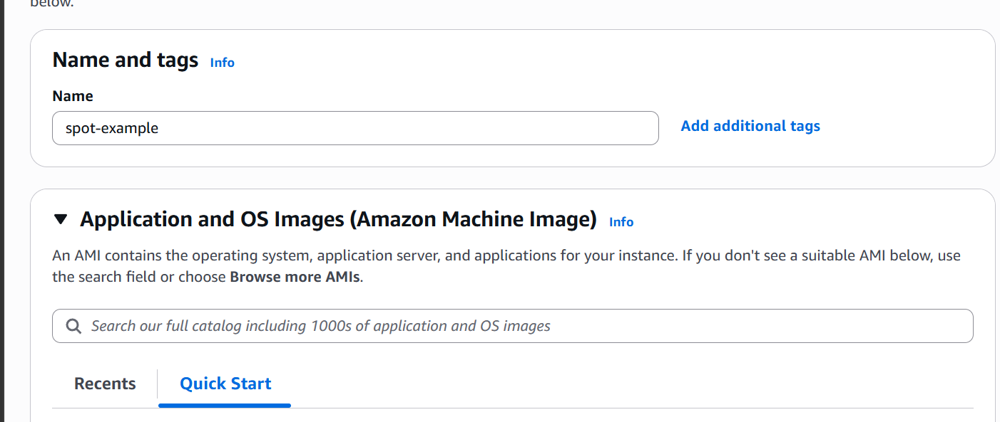 below.
Name and tags Info
Name
spot-example
Add additional tags
Application and OS Images (Amazon Machine Image) Info
An AMI contains the operating system, application server, and applications for your instance. If you don't see a suitable AMI below, use
the search field or choose Browse more AMIs.
Search our full catalog including 1000s of application and OS images
Recents
Quick Start